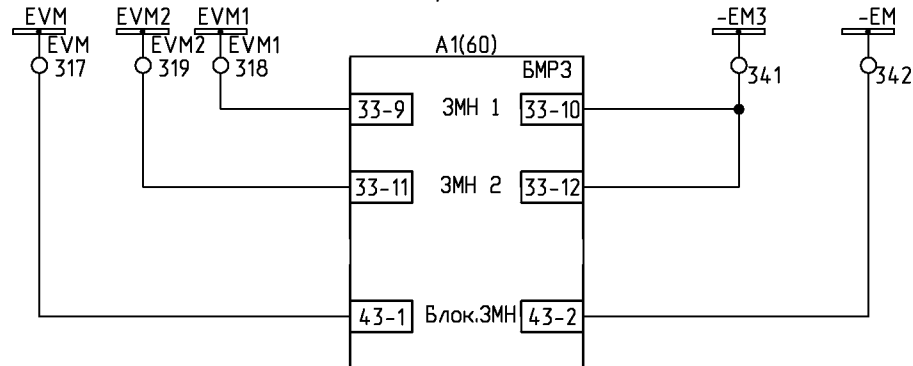 EVM EVM2 EVM1 -EM3 -EM
EVM EVM2 EVM1
317 319 318 341 342
A1(60)
БМРЗ
33-9 ЗМН 1 33-10
33-11 ЗМН 2 33-12
43-1 Блок.ЗМН 43-2